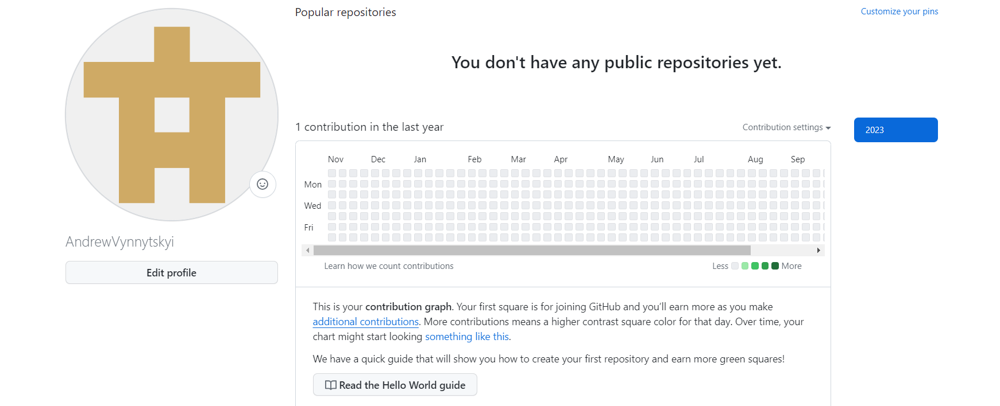 Popular repositories
Customize your pins
You don't have any public repositories yet.
1 contribution in the last year
Contribution settings
2023
Nov Dec Jan Feb Mar Apr May Jun Jul Aug Sep
Mon
Wed
Fri
Learn how we count contributions
Less More
AndrewVynnytskyi
Edit profile
This is your contribution graph. Your first square is for joining GitHub and you’ll earn more as you make
additional contributions. More contributions means a higher contrast square color for that day. Over time, your
chart might start looking something like this.
We have a quick guide that will show you how to create your first repository and earn more green squares!
Read the Hello World guide